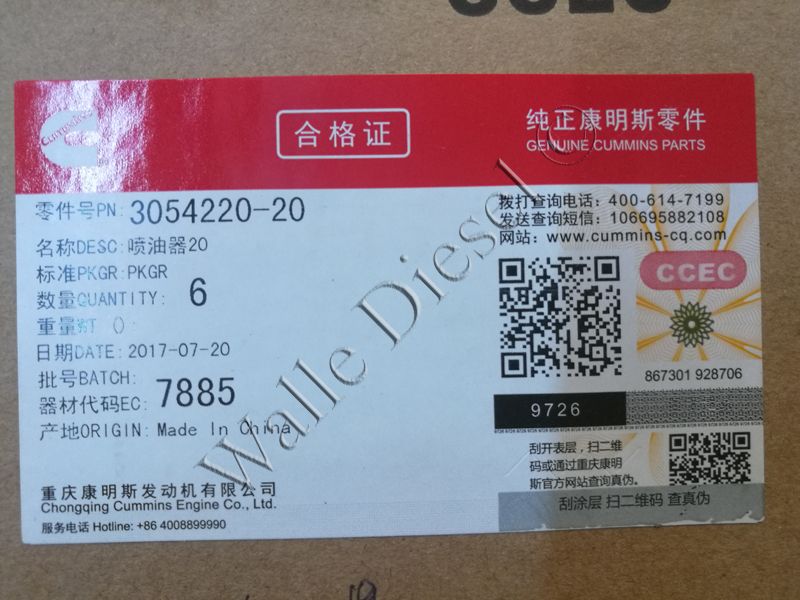 CCEC
Cummins
合格证
纯正康明斯零件
GENUINE CUMMINS PARTS
零件号PN: 3054220-20
名称DESC: 喷油器20
标准PKGR: PKGR
数量QUANTITY: 6
重量WT ()
日期DATE: 2017-07-20
批号BATCH:
器材代码EC: 7885
产地ORIGIN: Made In China
重庆康明斯发动机有限公司
Chongqing Cummins Engine Co., Ltd.
服务电话 Hotline: +86 4008899990
拨打查询电话: 400-614-7199
发送查询短信: 106695882108
网站: www.cummins-cq.com
CCEC
867301 928706
9726
刮开表层，扫二维
码或通过重庆康明
斯官方网站查询真伪。
刮涂层 扫二维码 查真伪
Walle Diesel ©